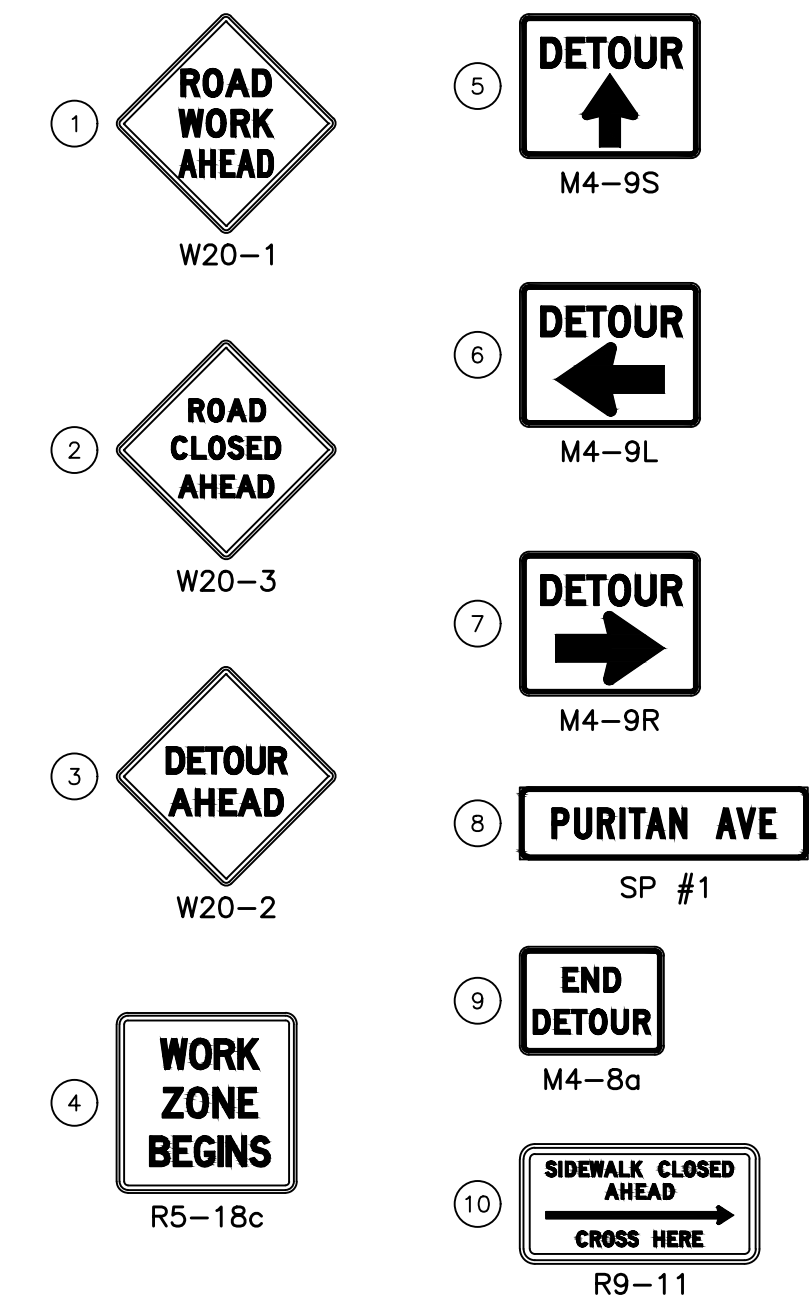 1
ROAD
WORK
AHEAD
W20-1
2
ROAD
CLOSED
AHEAD
W20-3
3
DETOUR
AHEAD
W20-2
4
WORK
ZONE
BEGINS
R5-18c
5
DETOUR
M4-9S
6
DETOUR
M4-9L
7
DETOUR
M4-9R
8
PURITAN AVE
SP #1
9
END
DETOUR
M4-8a
10
SIDEWALK CLOSED
AHEAD
CROSS HERE
R9-11